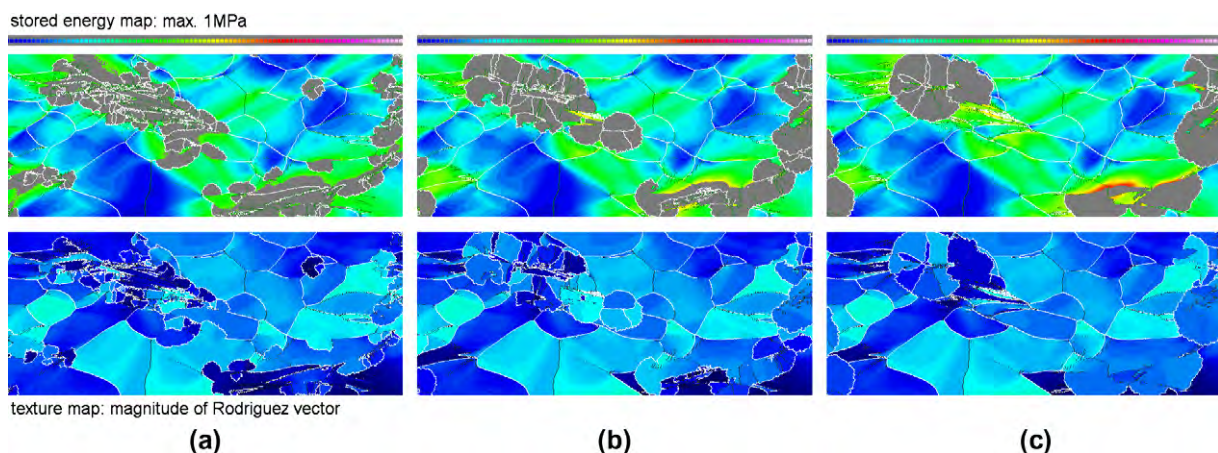 stored energy map: max. 1MPa
texture map: magnitude of Rodriguez vector
(a) (b) (c)